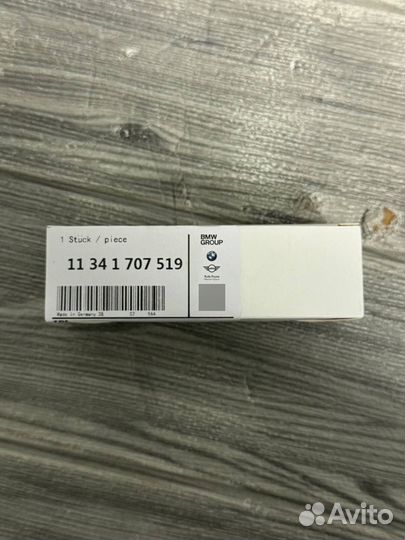 1 Stuck / piece
11 34 1 707 519
Made in Germany
BMW
GROUP
Avito